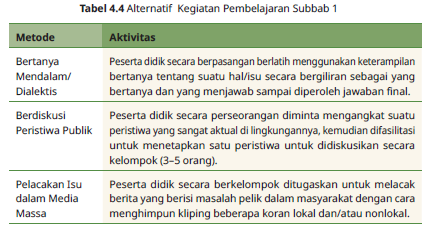 Tabel 4.4 Alternatif Kegiatan Pembelajaran Subbab 1
Metode Aktivitas
Bertanya Mendalam/ Dialektis
Peserta didik secara berpasangan berlatih menggunakan keterampilan
bertanya tentang suatu hal/isu secara bergiliran sebagai yang
bertanya dan yang menjawab sampai diperoleh jawaban final.
Berdiskusi Peristiwa Publik
Peserta didik secara perseorangan diminta mengangkat suatu
peristiwa yang sangat aktual di lingkungannya, kemudian difasilitasi
untuk menetapkan satu peristiwa untuk didiskusikan secara
kelompok (3–5 orang).
Pelacakan Isu dalam Media Massa
Peserta didik secara berkelompok ditugaskan untuk melacak
berita yang berisi masalah pelik dalam masyarakat dengan cara
menghimpun kliping beberapa koran lokal dan/atau nonlokal.